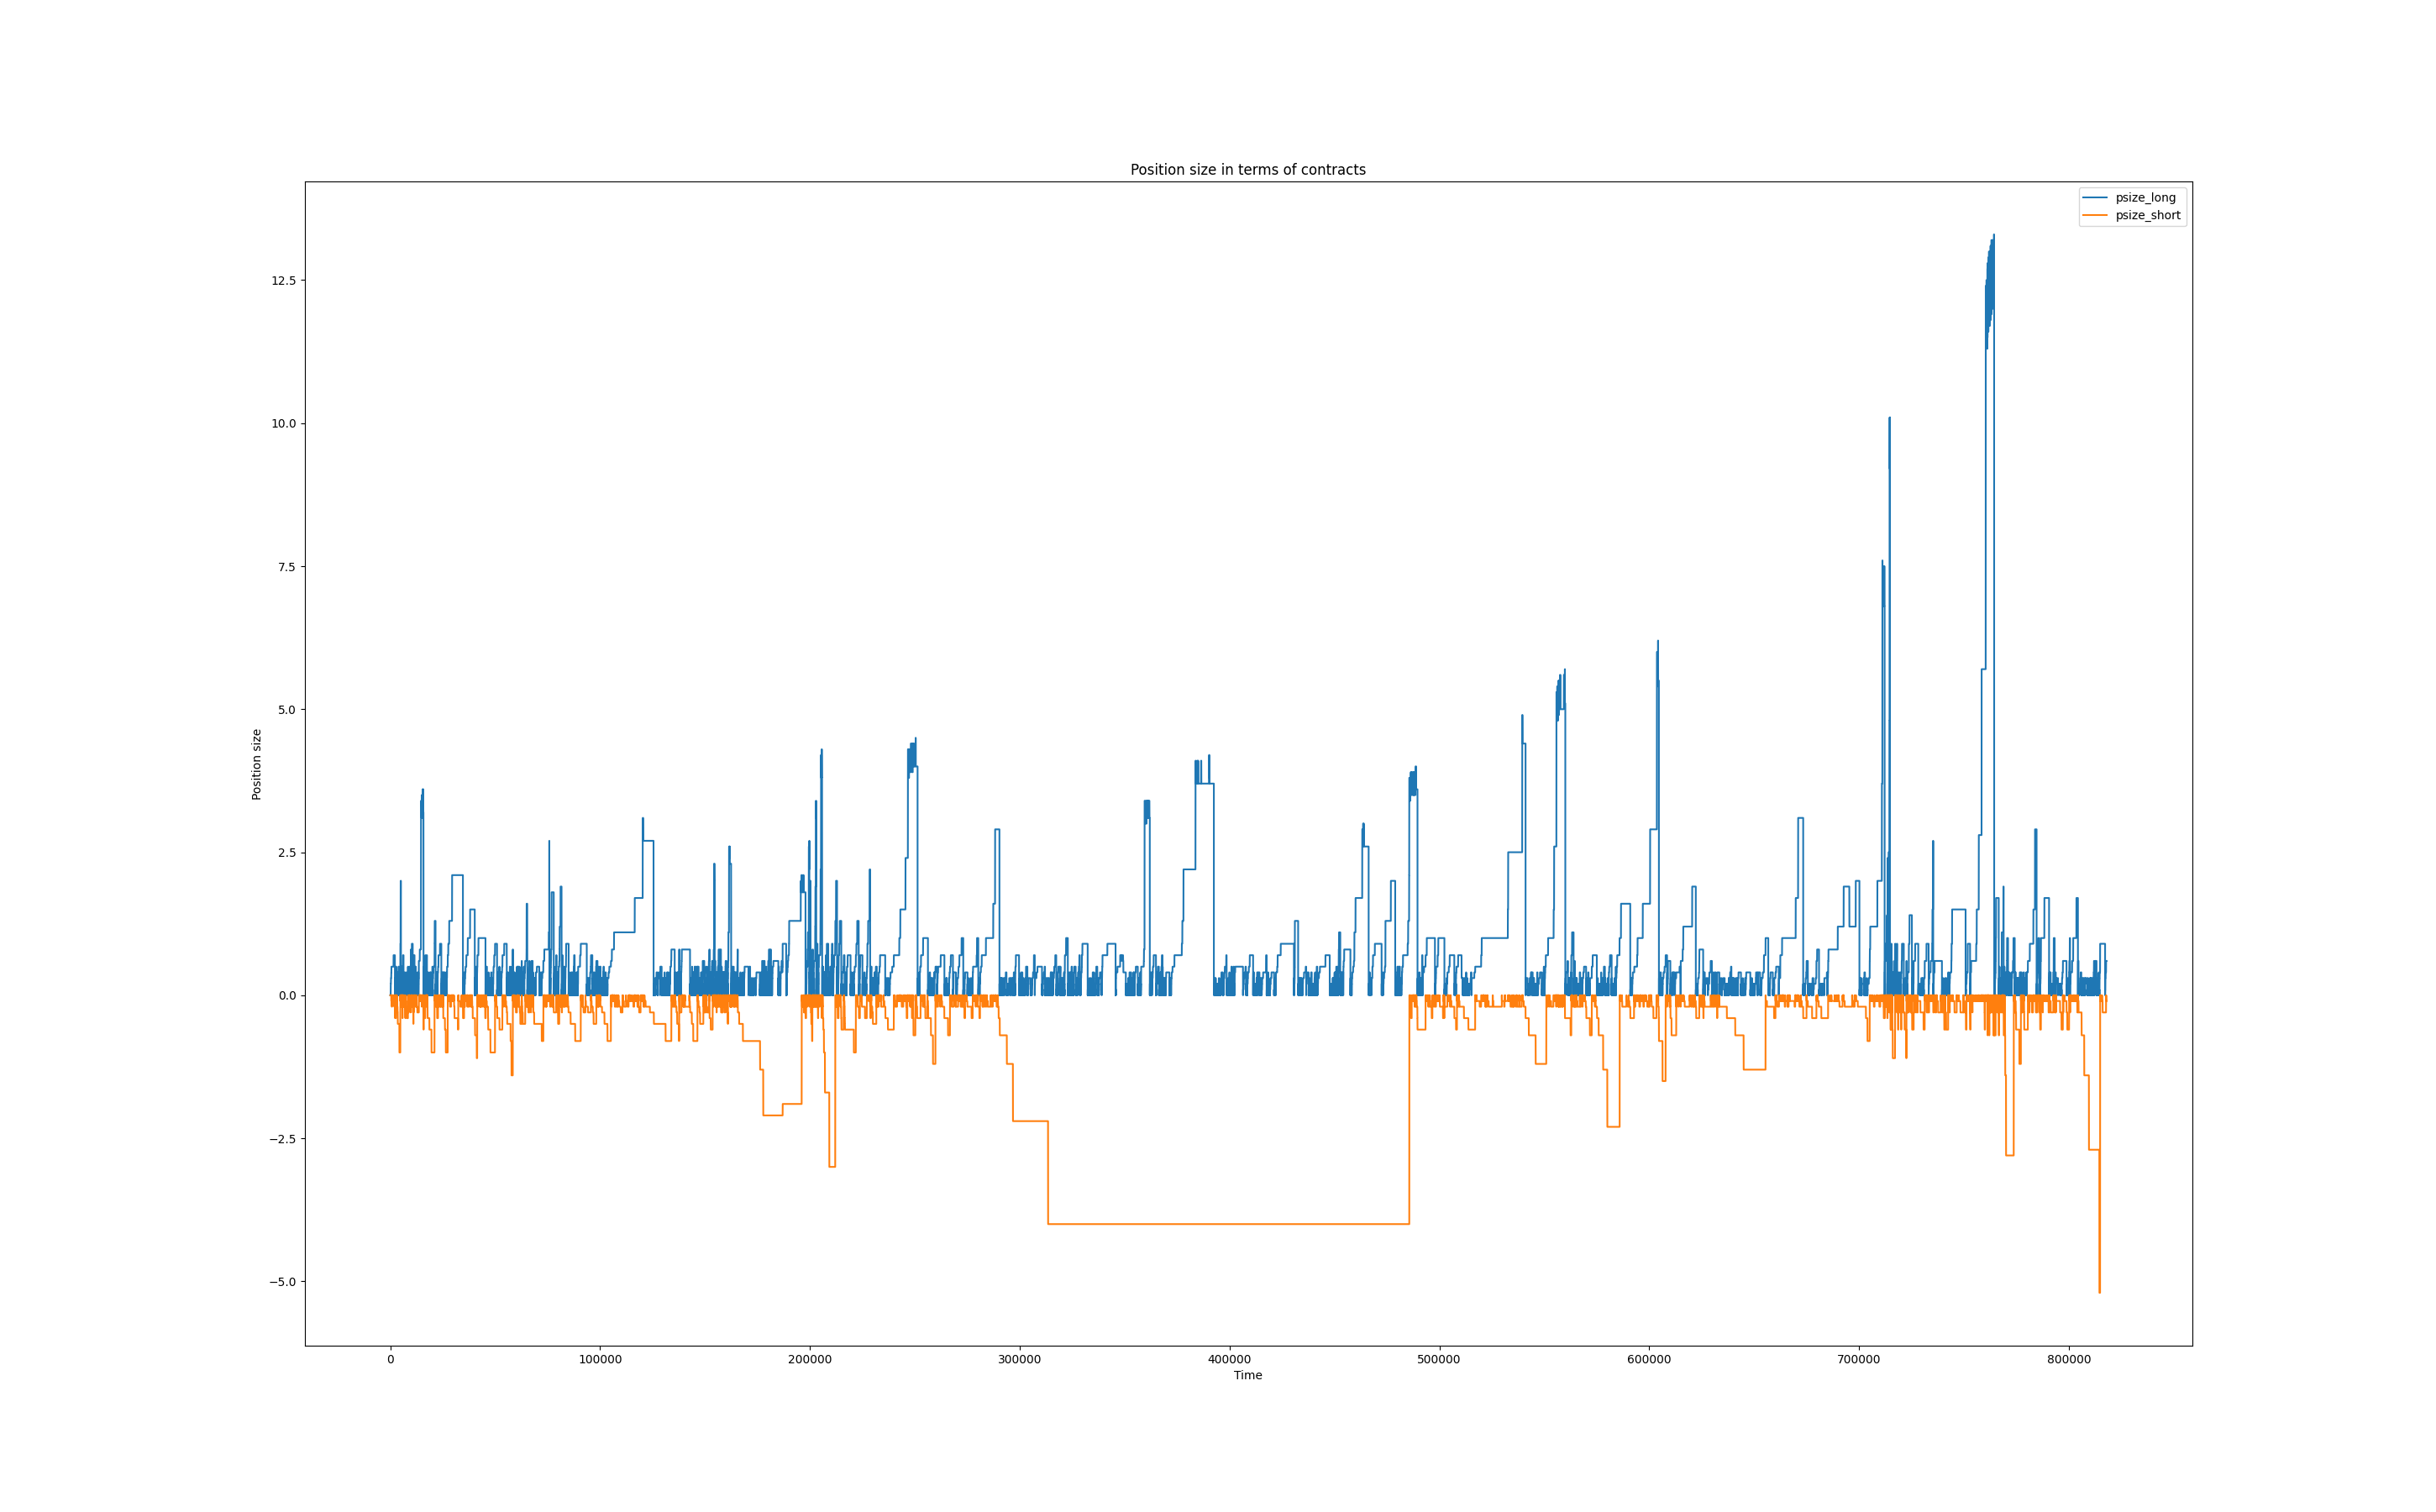 Position size in terms of contracts
psize_long
psize_short
12.5
10.0
7.5
5.0
2.5
0.0
−2.5
−5.0
Position size
0 100000 200000 300000 400000 500000 600000 700000 800000
Time